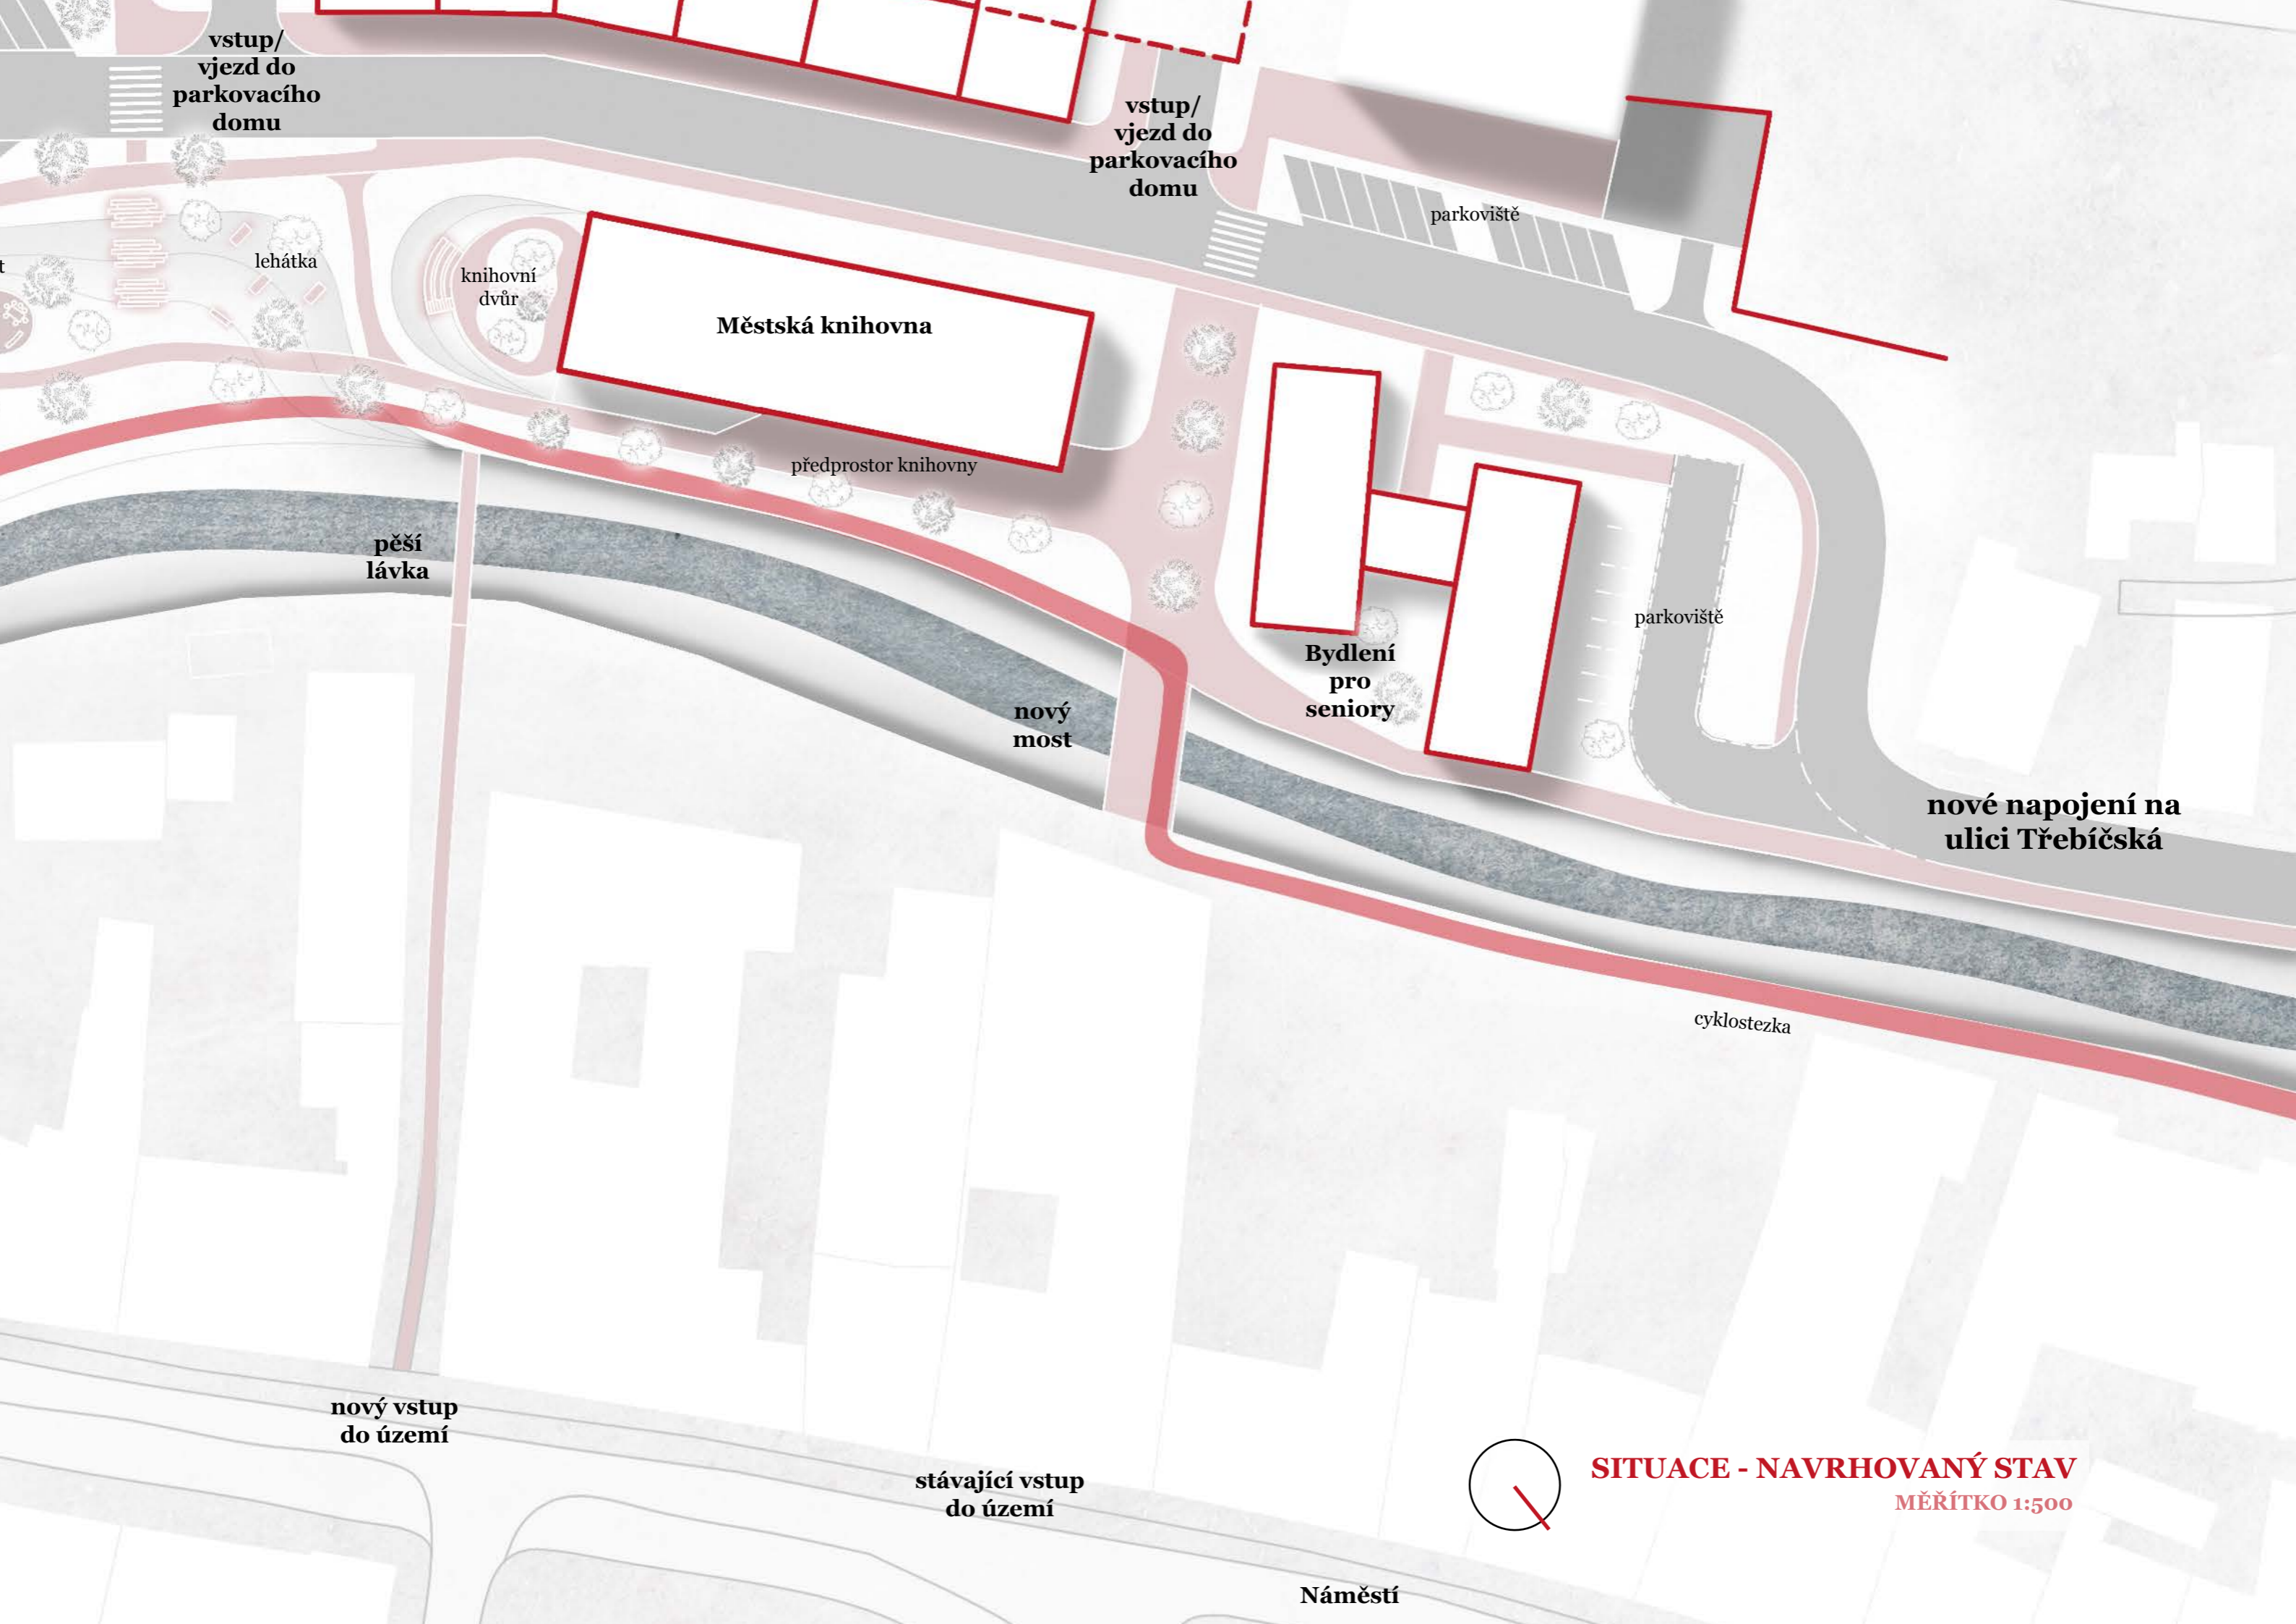 vstup/
vjezd do
parkovacího
domu
vstup/
vjezd do
parkovacího
domu
parkoviště
t
lehátka
knihovní
dvůr
Městská knihovna
předprostor knihovny
pěší
lávka
parkoviště
Bydlení
pro
seniory
nový
most
nové napojení na
ulici Třebíčská
cyklostezka
nový vstup
do území
stávající vstup
do území
SITUACE - NAVRHOVANÝ STAV
MĚŘÍTKO 1:500
Náměstí